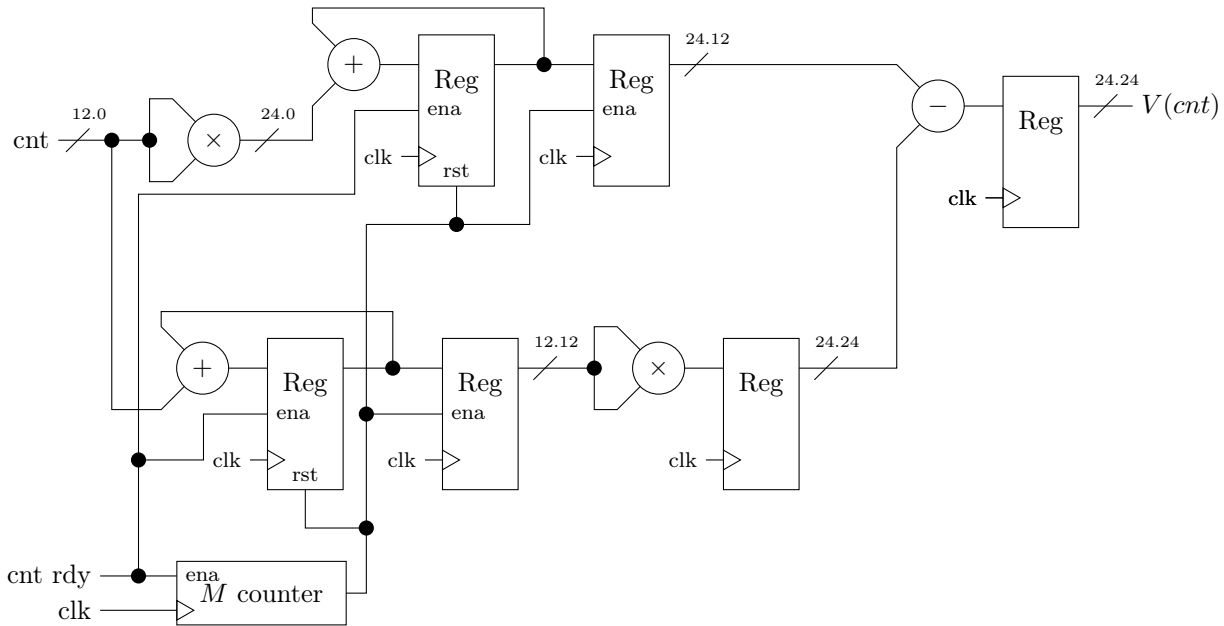 24.12
+
Reg
Reg
24.24
12.0
24.0
ena
ena
−
V(cnt)
Reg
cnt
×
clk
clk
rst
clk
12.12
24.24
+
Reg
Reg
×
Reg
ena
ena
clk
clk
clk
rst
cnt rdy
ena
M counter
clk